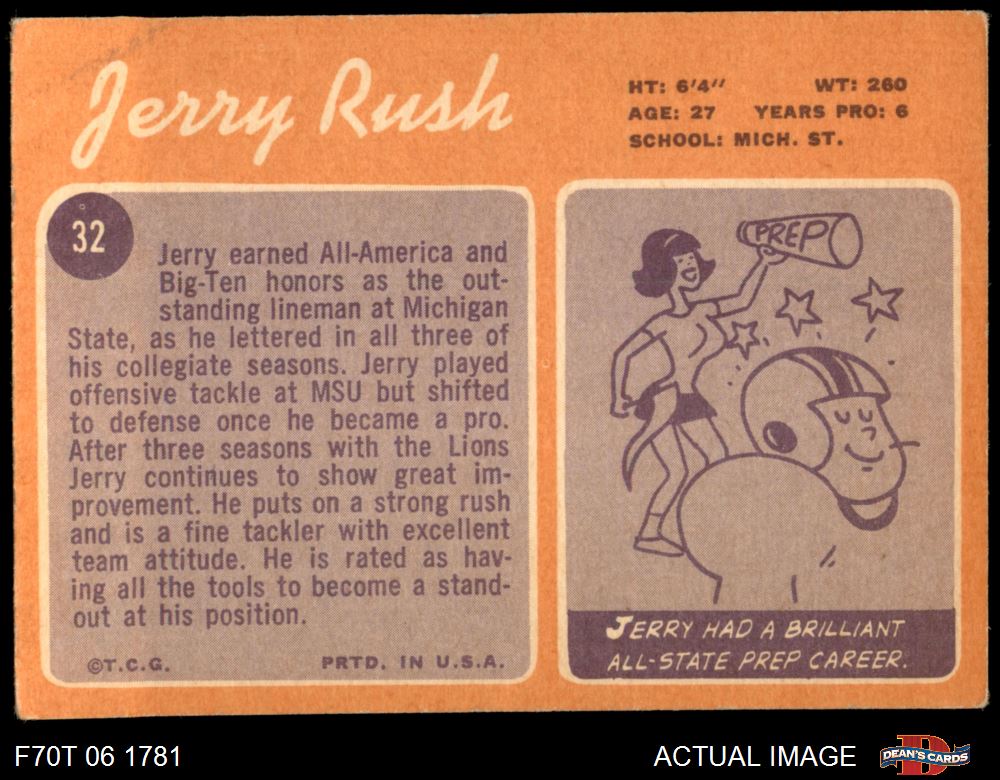 Jerry Rush
HT: 6'4" WT: 260
AGE: 27 YEARS PRO: 6
SCHOOL: MICH. ST.
32
Jerry earned All-America and
Big-Ten honors as the out-
standing lineman at Michigan
State, as he lettered in all three of
his collegiate seasons. Jerry played
offensive tackle at MSU but shifted
to defense once he became a pro.
After three seasons with the Lions
Jerry continues to show great im-
provement. He puts on a strong rush
and is a fine tackler with excellent
team attitude. He is rated as hav-
ing all the tools to become a stand-
out at his position.
©T.C.G. PRTD. IN U.S.A.
PREP
JERRY HAD A BRILLIANT
ALL-STATE PREP CAREER.
F70T 06 1781 ACTUAL IMAGE DEAN'S CARDS